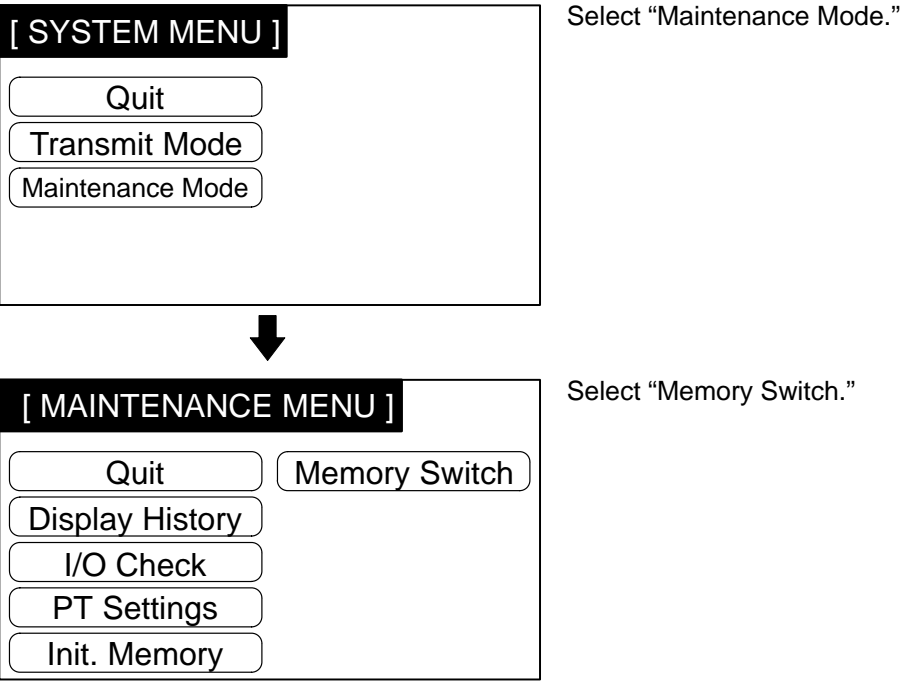 [ SYSTEM MENU ]
Select “Maintenance Mode.”
Quit
Transmit Mode
Maintenance Mode
[ MAINTENANCE MENU ]
Select “Memory Switch.”
Quit
Memory Switch
Display History
I/O Check
PT Settings
Init. Memory